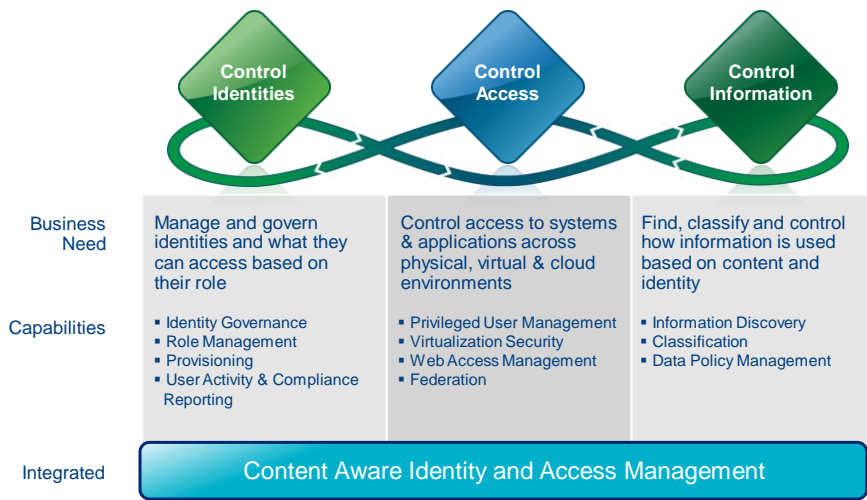 Control
Identities
Control
Access
Control
Information
Business
Need
Manage and govern
identities and what they
can access based on
their role
Control access to systems
& applications across
physical, virtual & cloud
environments
Find, classify and control
how information is used
based on content and
identity
Capabilities
▪ Identity Governance
▪ Role Management
▪ Provisioning
▪ User Activity & Compliance
Reporting
▪ Privileged User Management
▪ Virtualization Security
▪ Web Access Management
▪ Federation
▪ Information Discovery
▪ Classification
▪ Data Policy Management
Integrated
Content Aware Identity and Access Management